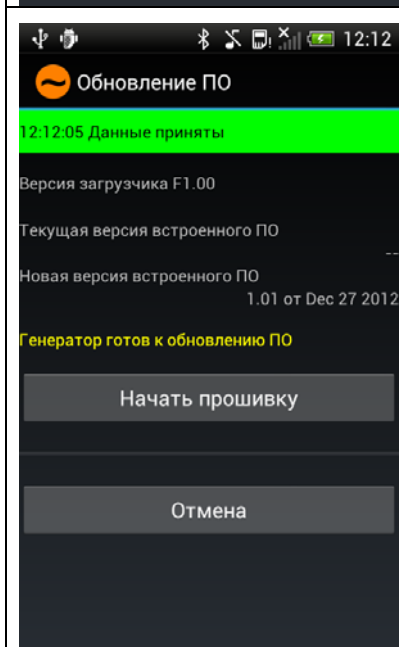 12:12
Обновление ПО
12:12:05 Данные приняты
Версия загрузчика F1.00
Текущая версия встроенного ПО
--
Новая версия встроенного ПО
1.01 от Dec 27 2012
Генератор готов к обновлению ПО
Начать прошивку
Отмена